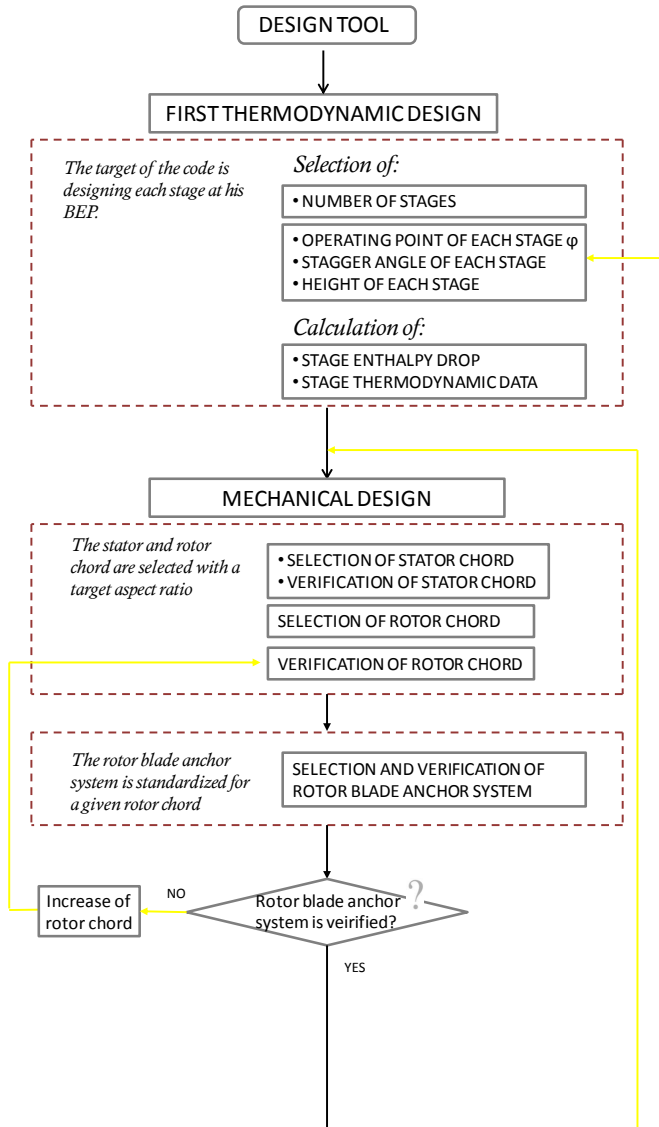 DESIGN TOOL
FIRST THERMODYNAMIC DESIGN
The target of the code is
designing each stage at his
BEP.
Selection of:
• NUMBER OF STAGES
• OPERATING POINT OF EACH STAGE φ
• STAGGER ANGLE OF EACH STAGE
• HEIGHT OF EACH STAGE
Calculation of:
• STAGE ENTHALPY DROP
• STAGE THERMODYNAMIC DATA
MECHANICAL DESIGN
The stator and rotor
chord are selected with a
target aspect ratio
• SELECTION OF STATOR CHORD
• VERIFICATION OF STATOR CHORD
SELECTION OF ROTOR CHORD
VERIFICATION OF ROTOR CHORD
The rotor blade anchor
system is standardized for
a given rotor chord
SELECTION AND VERIFICATION OF
ROTOR BLADE ANCHOR SYSTEM
Increase of
rotor chord
NO
Rotor blade anchor
system is veirified?
?
YES